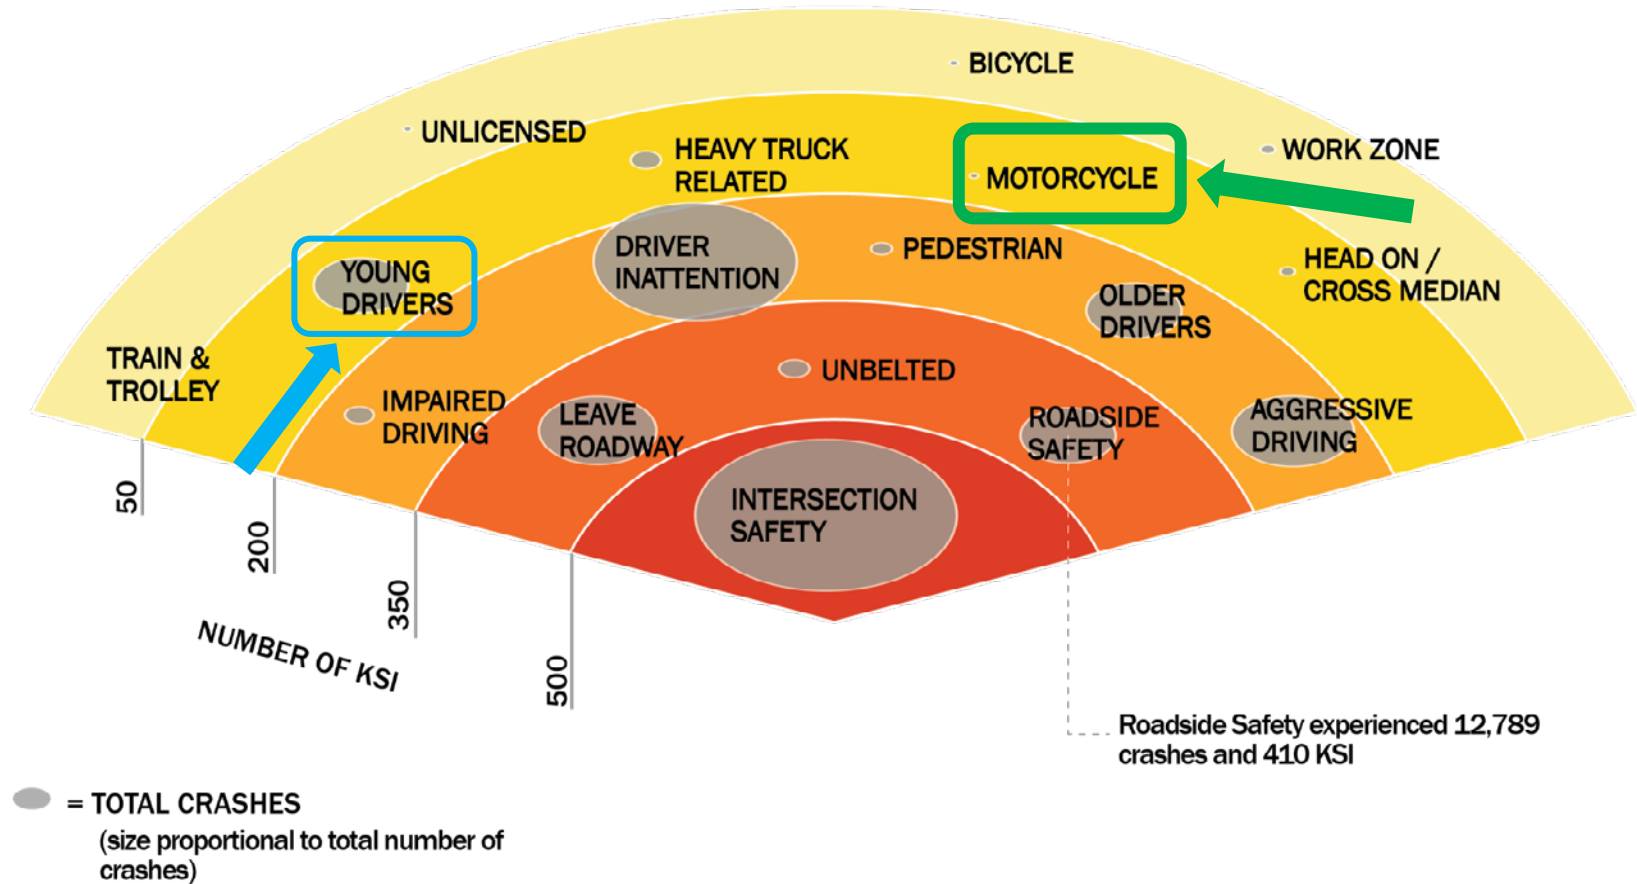 BICYCLE
UNLICENSED
HEAVY TRUCK
RELATED
MOTORCYCLE
WORK ZONE
YOUNG
DRIVERS
DRIVER
INATTENTION
PEDESTRIAN
OLDER
DRIVERS
HEAD ON /
CROSS MEDIAN
TRAIN &
TROLLEY
IMPAIRED
DRIVING
LEAVE
ROADWAY
UNBELTED
ROADSIDE
SAFETY
AGGRESSIVE
DRIVING
INTERSECTION
SAFETY
50
200
350
500
NUMBER OF KSI
Roadside Safety experienced 12,789
crashes and 410 KSI
= TOTAL CRASHES
(size proportional to total number of
crashes)